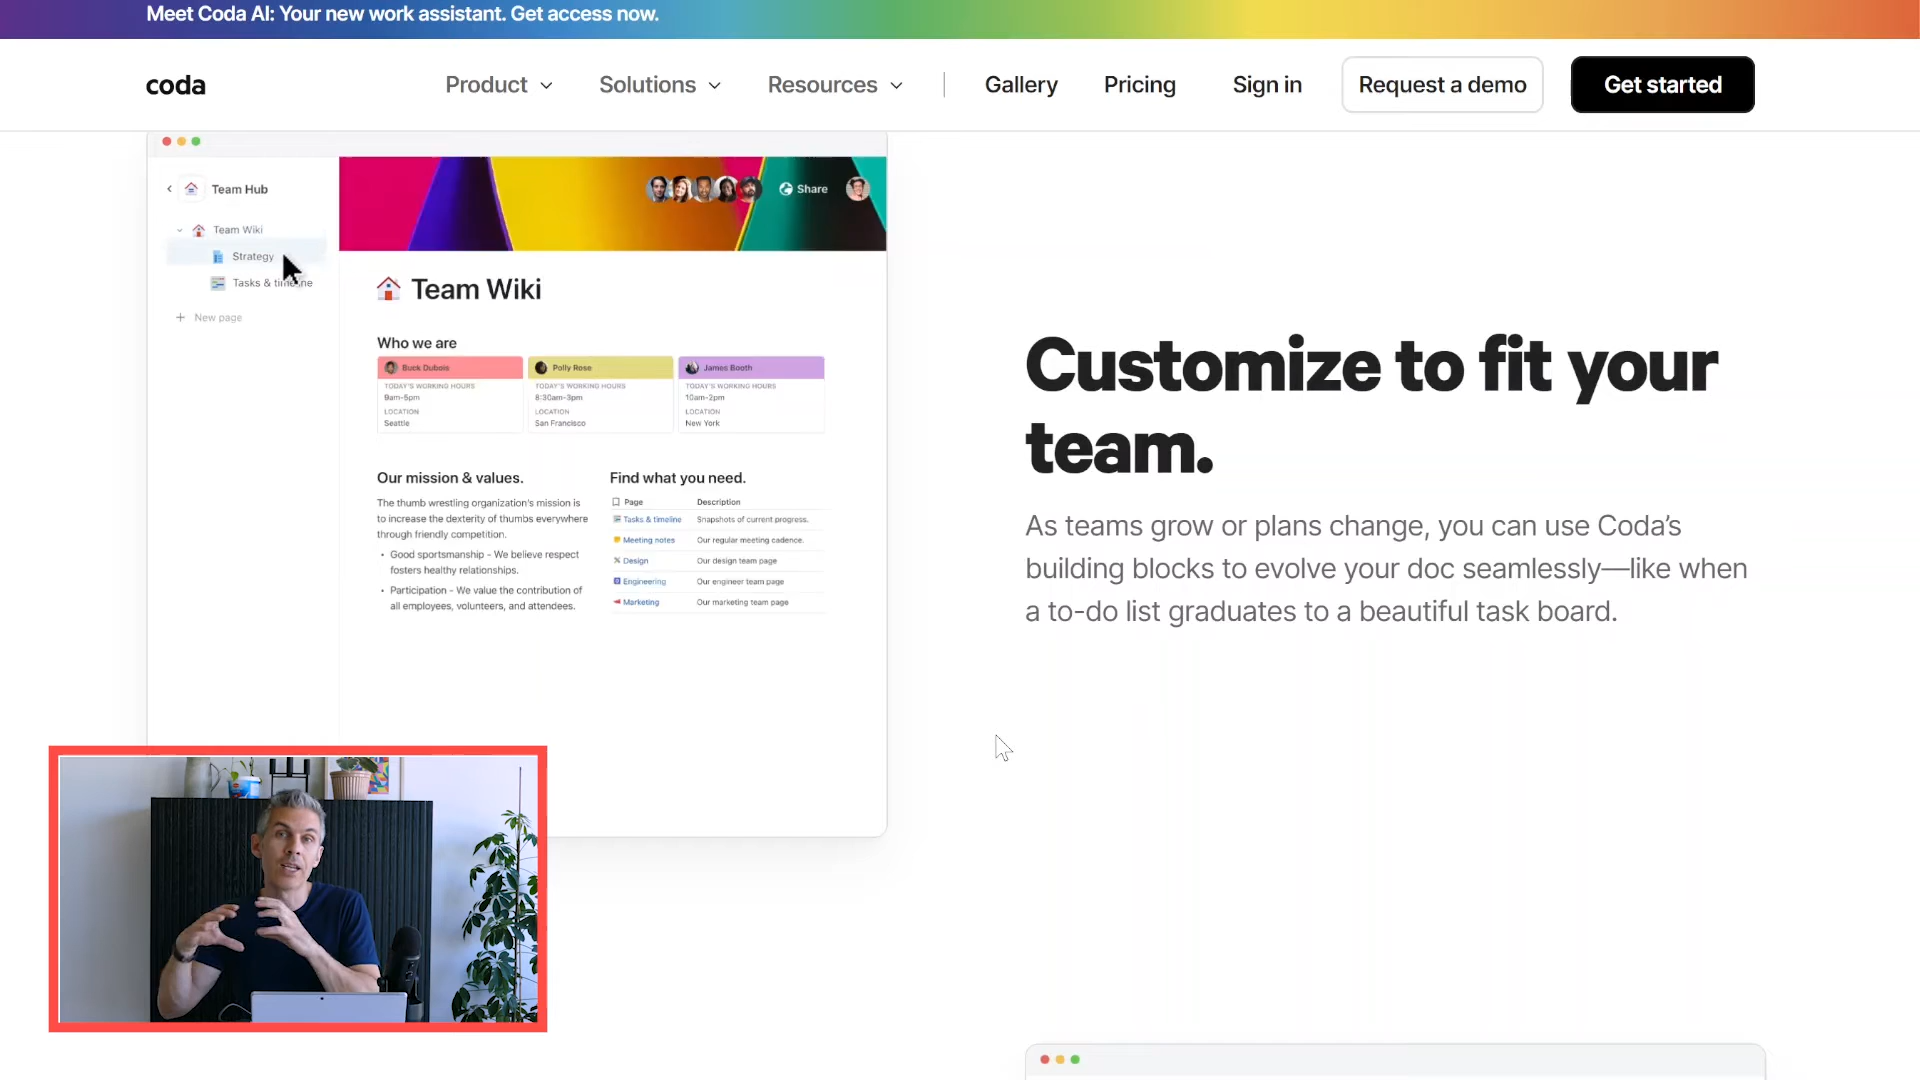 Meet Coda AI: Your new work assistant. Get access now.
coda
Product
Solutions
Resources
Gallery
Pricing
Sign in
Request a demo
Get started
Team Hub
Team Wiki
Strategy
Tasks & timeline
New page
Share
Team Wiki
Who we are
Buck Dubois
TODAY'S WORKING HOURS
9am-5pm
LOCATION
Seattle
Polly Rose
TODAY'S WORKING HOURS
8:30am-3pm
LOCATION
San Francisco
James Booth
TODAY'S WORKING HOURS
10am-2pm
LOCATION
New York
Our mission & values.
The thumb wrestling organization's mission is
to increase the dexterity of thumbs everywhere
through friendly competition.
• Good sportsmanship - We believe respect
fosters healthy relationships.
• Participation - We value the contribution of
all employees, volunteers, and attendees.
Find what you need.
Page Description
Tasks & timeline Snapshots of current progress.
Meeting notes Our regular meeting cadence.
Design Our design team page
Engineering Our engineer team page
Marketing Our marketing team page
Customize to fit your
team.
As teams grow or plans change, you can use Coda's
building blocks to evolve your doc seamlessly—like when
a to-do list graduates to a beautiful task board.